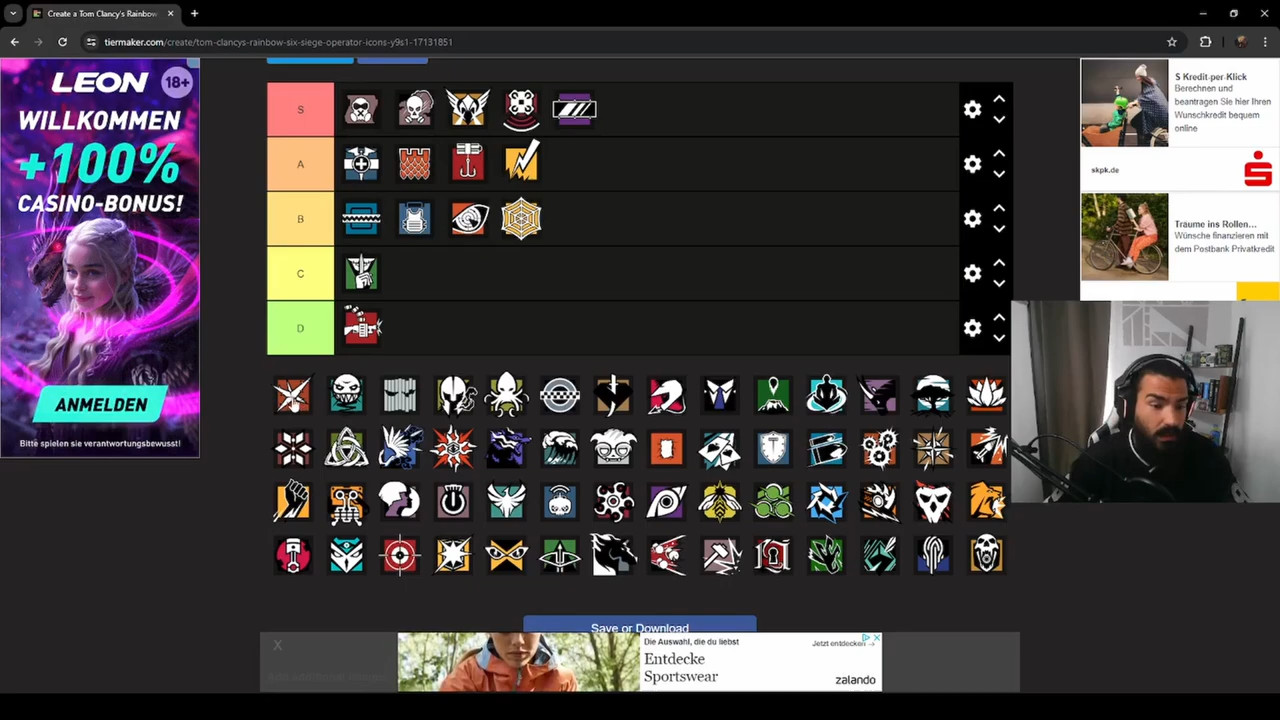 Create a Tom Clancy's Rainbow
tiermaker.com/create/tom-clancys-rainbow-six-siege-operator-icons-y9s1-17131851
LEON 18+
WILLKOMMEN
+100%
CASINO-BONUS!
ANMELDEN
Bitte spielen sie verantwortungsbewusst!
S
A
B
C
D
S Kredit-per-Klick
Berechnen und
beantragen Sie hier Ihren
Wunschkredit bequem
online
skpk.de
Träume ins Rollen...
Wünsche finanzieren mit
dem Postbank Privatkredit
Save or Download
X
Die Auswahl, die du liebst
Jetzt entdecken →
Entdecke
Sportswear
zalando